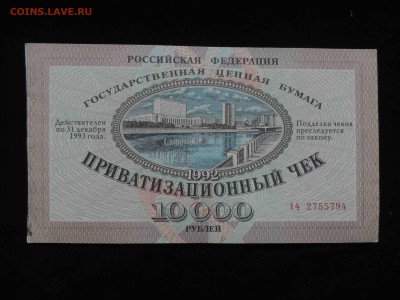 COINS.LAVE.RU
РОССИЙСКАЯ ФЕДЕРАЦИЯ
ГОСУДАРСТВЕННАЯ ЦЕННАЯ БУМАГА
Действителен
по 31 декабря
1993 года.
Подделка чеков
преследуется
по закону.
1992
ПРИВАТИЗАЦИОННЫЙ ЧЕК
10000
РУБЛЕЙ
14 2755794